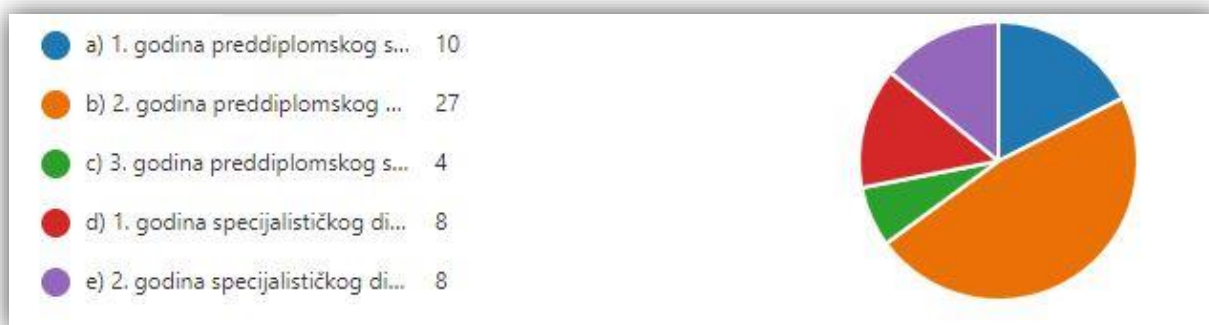 a) 1. godina preddiplomskog s... 10
b) 2. godina preddiplomskog ... 27
c) 3. godina preddiplomskog s... 4
d) 1. godina specijalističkog di... 8
e) 2. godina specijalističkog di... 8